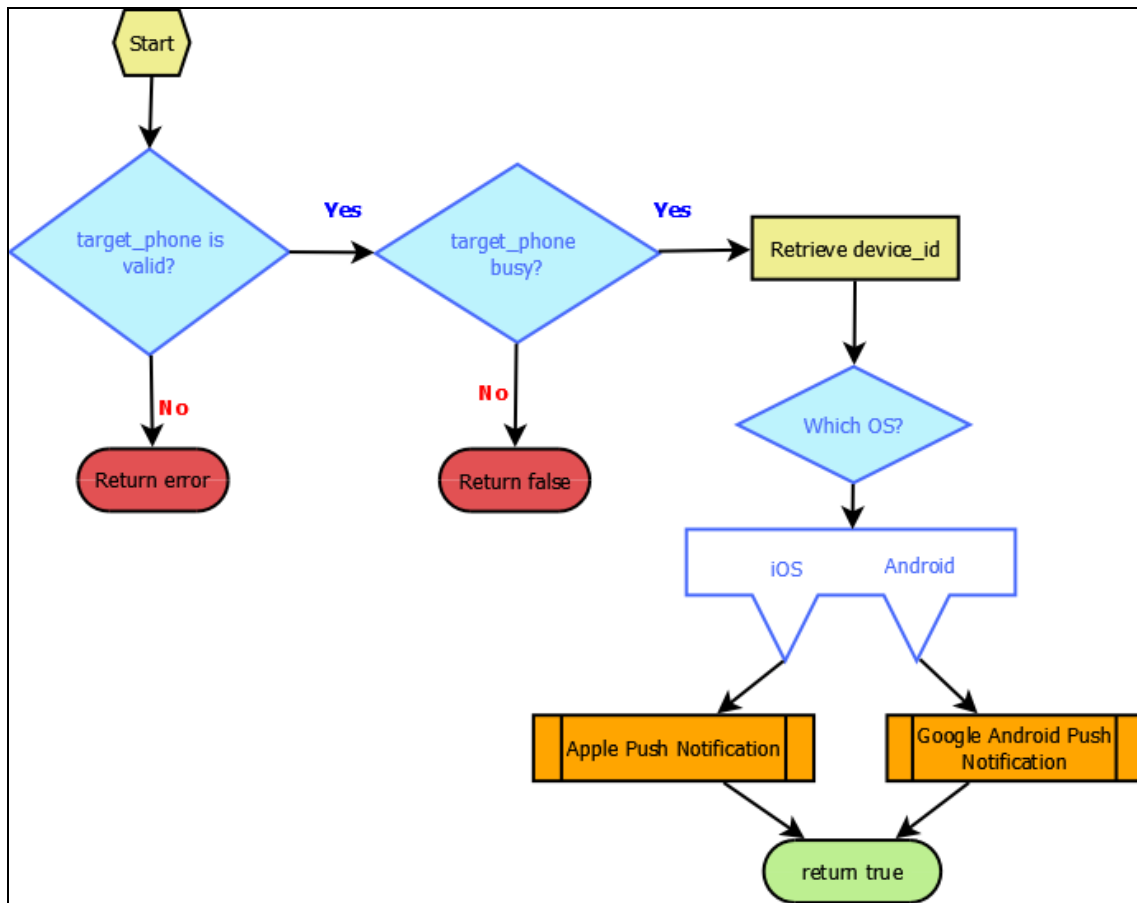 Start
target_phone is
valid?
Yes
target_phone
busy?
Yes
Retrieve device_id
No
Return error
No
Return false
Which OS?
iOS
Android
Apple Push Notification
Google Android Push
Notification
return true